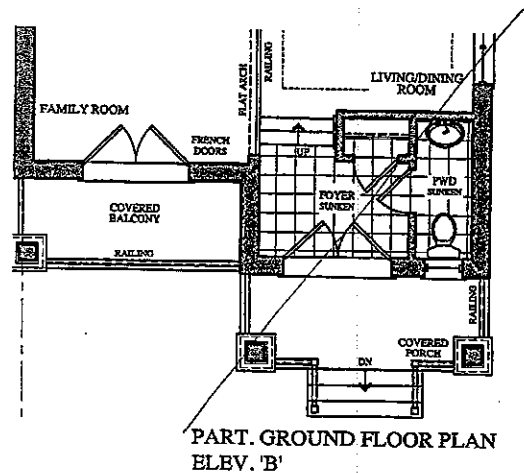 FLAT ARCH
RAILING
LIVING/DINING
ROOM
FAMILY ROOM
FRENCH
DOORS
UP
FOYER
SUNKEN
PWD
SUNKEN
COVERED
BALCONY
RAILING
RAILING
COVERED
PORCH
DN
PART. GROUND FLOOR PLAN
ELEV. 'B'